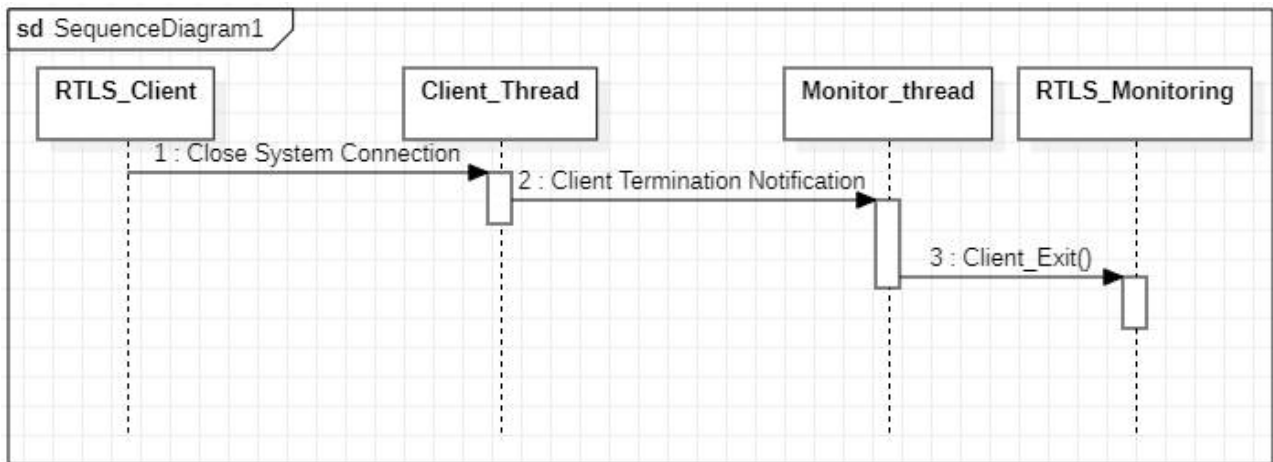 sd SequenceDiagram1
RTLS_Client
Client_Thread
Monitor_thread
RTLS_Monitoring
1 : Close System Connection
2 : Client Termination Notification
3 : Client_Exit()